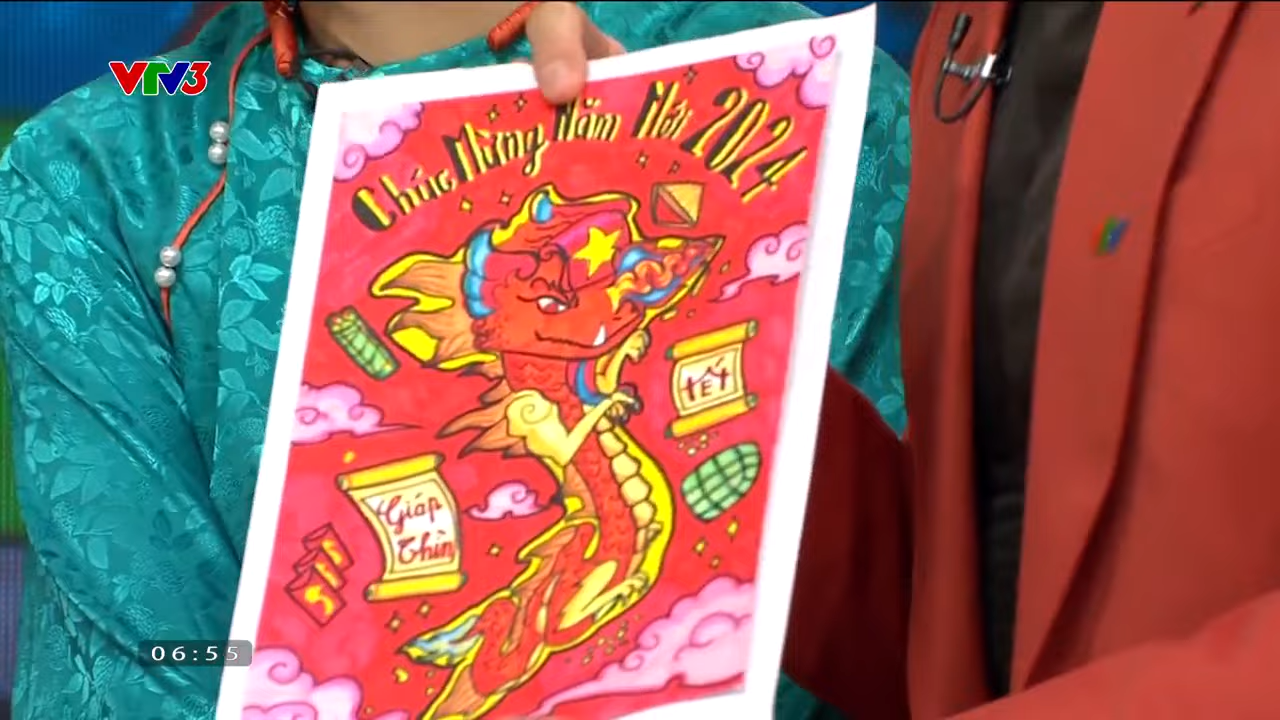 VTV3
Chúc Mừng Năm Mới 2024
TẾT
Giáp
Thìn
06:55